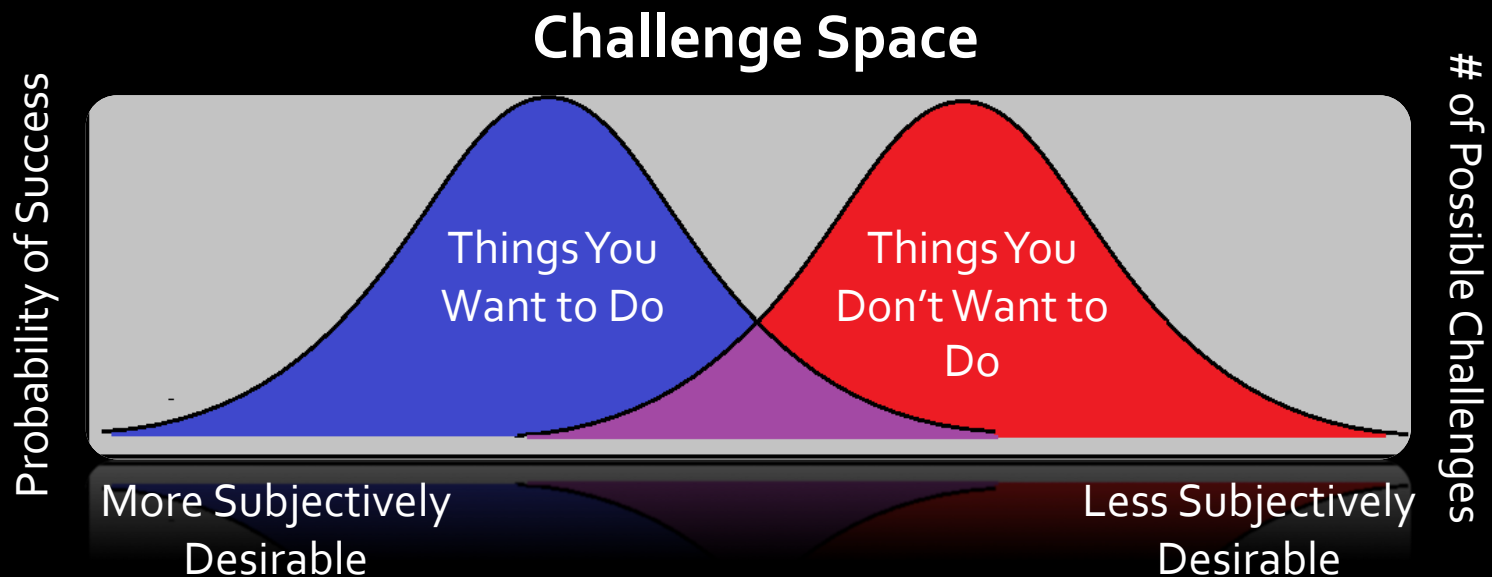 Challenge Space
Probability of Success
# of Possible Challenges
Things You
Want to Do
Things You
Don’t Want to
Do
More Subjectively
Desirable
Less Subjectively
Desirable